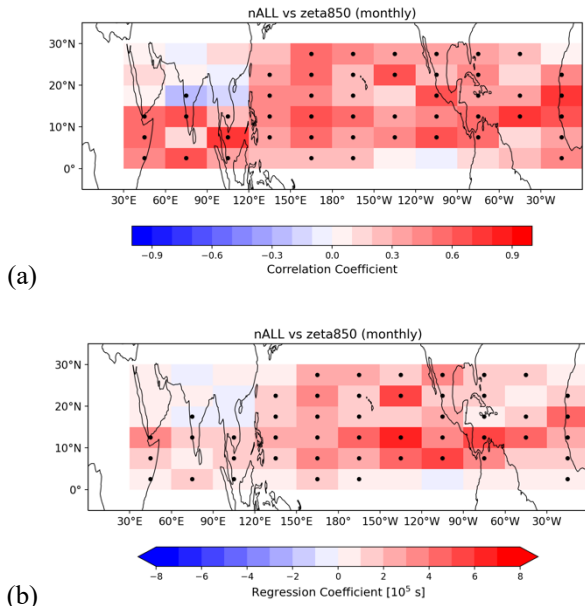 nALL vs zeta850 (monthly)
30°N
20°N
10°N
0°
30°E 60°E 90°E 120°E 150°E 180° 150°W 120°W 90°W 60°W 30°W
−0.9 −0.6 −0.3 0.0 0.3 0.6 0.9
Correlation Coefficient
(a)
nALL vs zeta850 (monthly)
30°N
20°N
10°N
0°
30°E 60°E 90°E 120°E 150°E 180° 150°W 120°W 90°W 60°W 30°W
−8 −6 −4 −2 0 2 4 6 8
Regression Coefficient [10⁵ s]
(b)